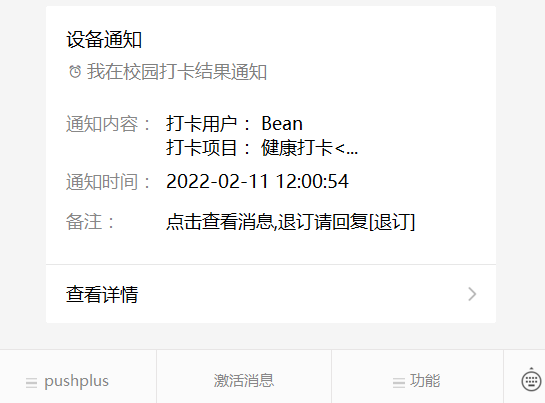 设备通知
我在校园打卡结果通知
通知内容： 打卡用户： Bean
打卡项目： 健康打卡<...
通知时间： 2022-02-11 12:00:54
备注： 点击查看消息,退订请回复[退订]
查看详情
pushplus 激活消息 功能